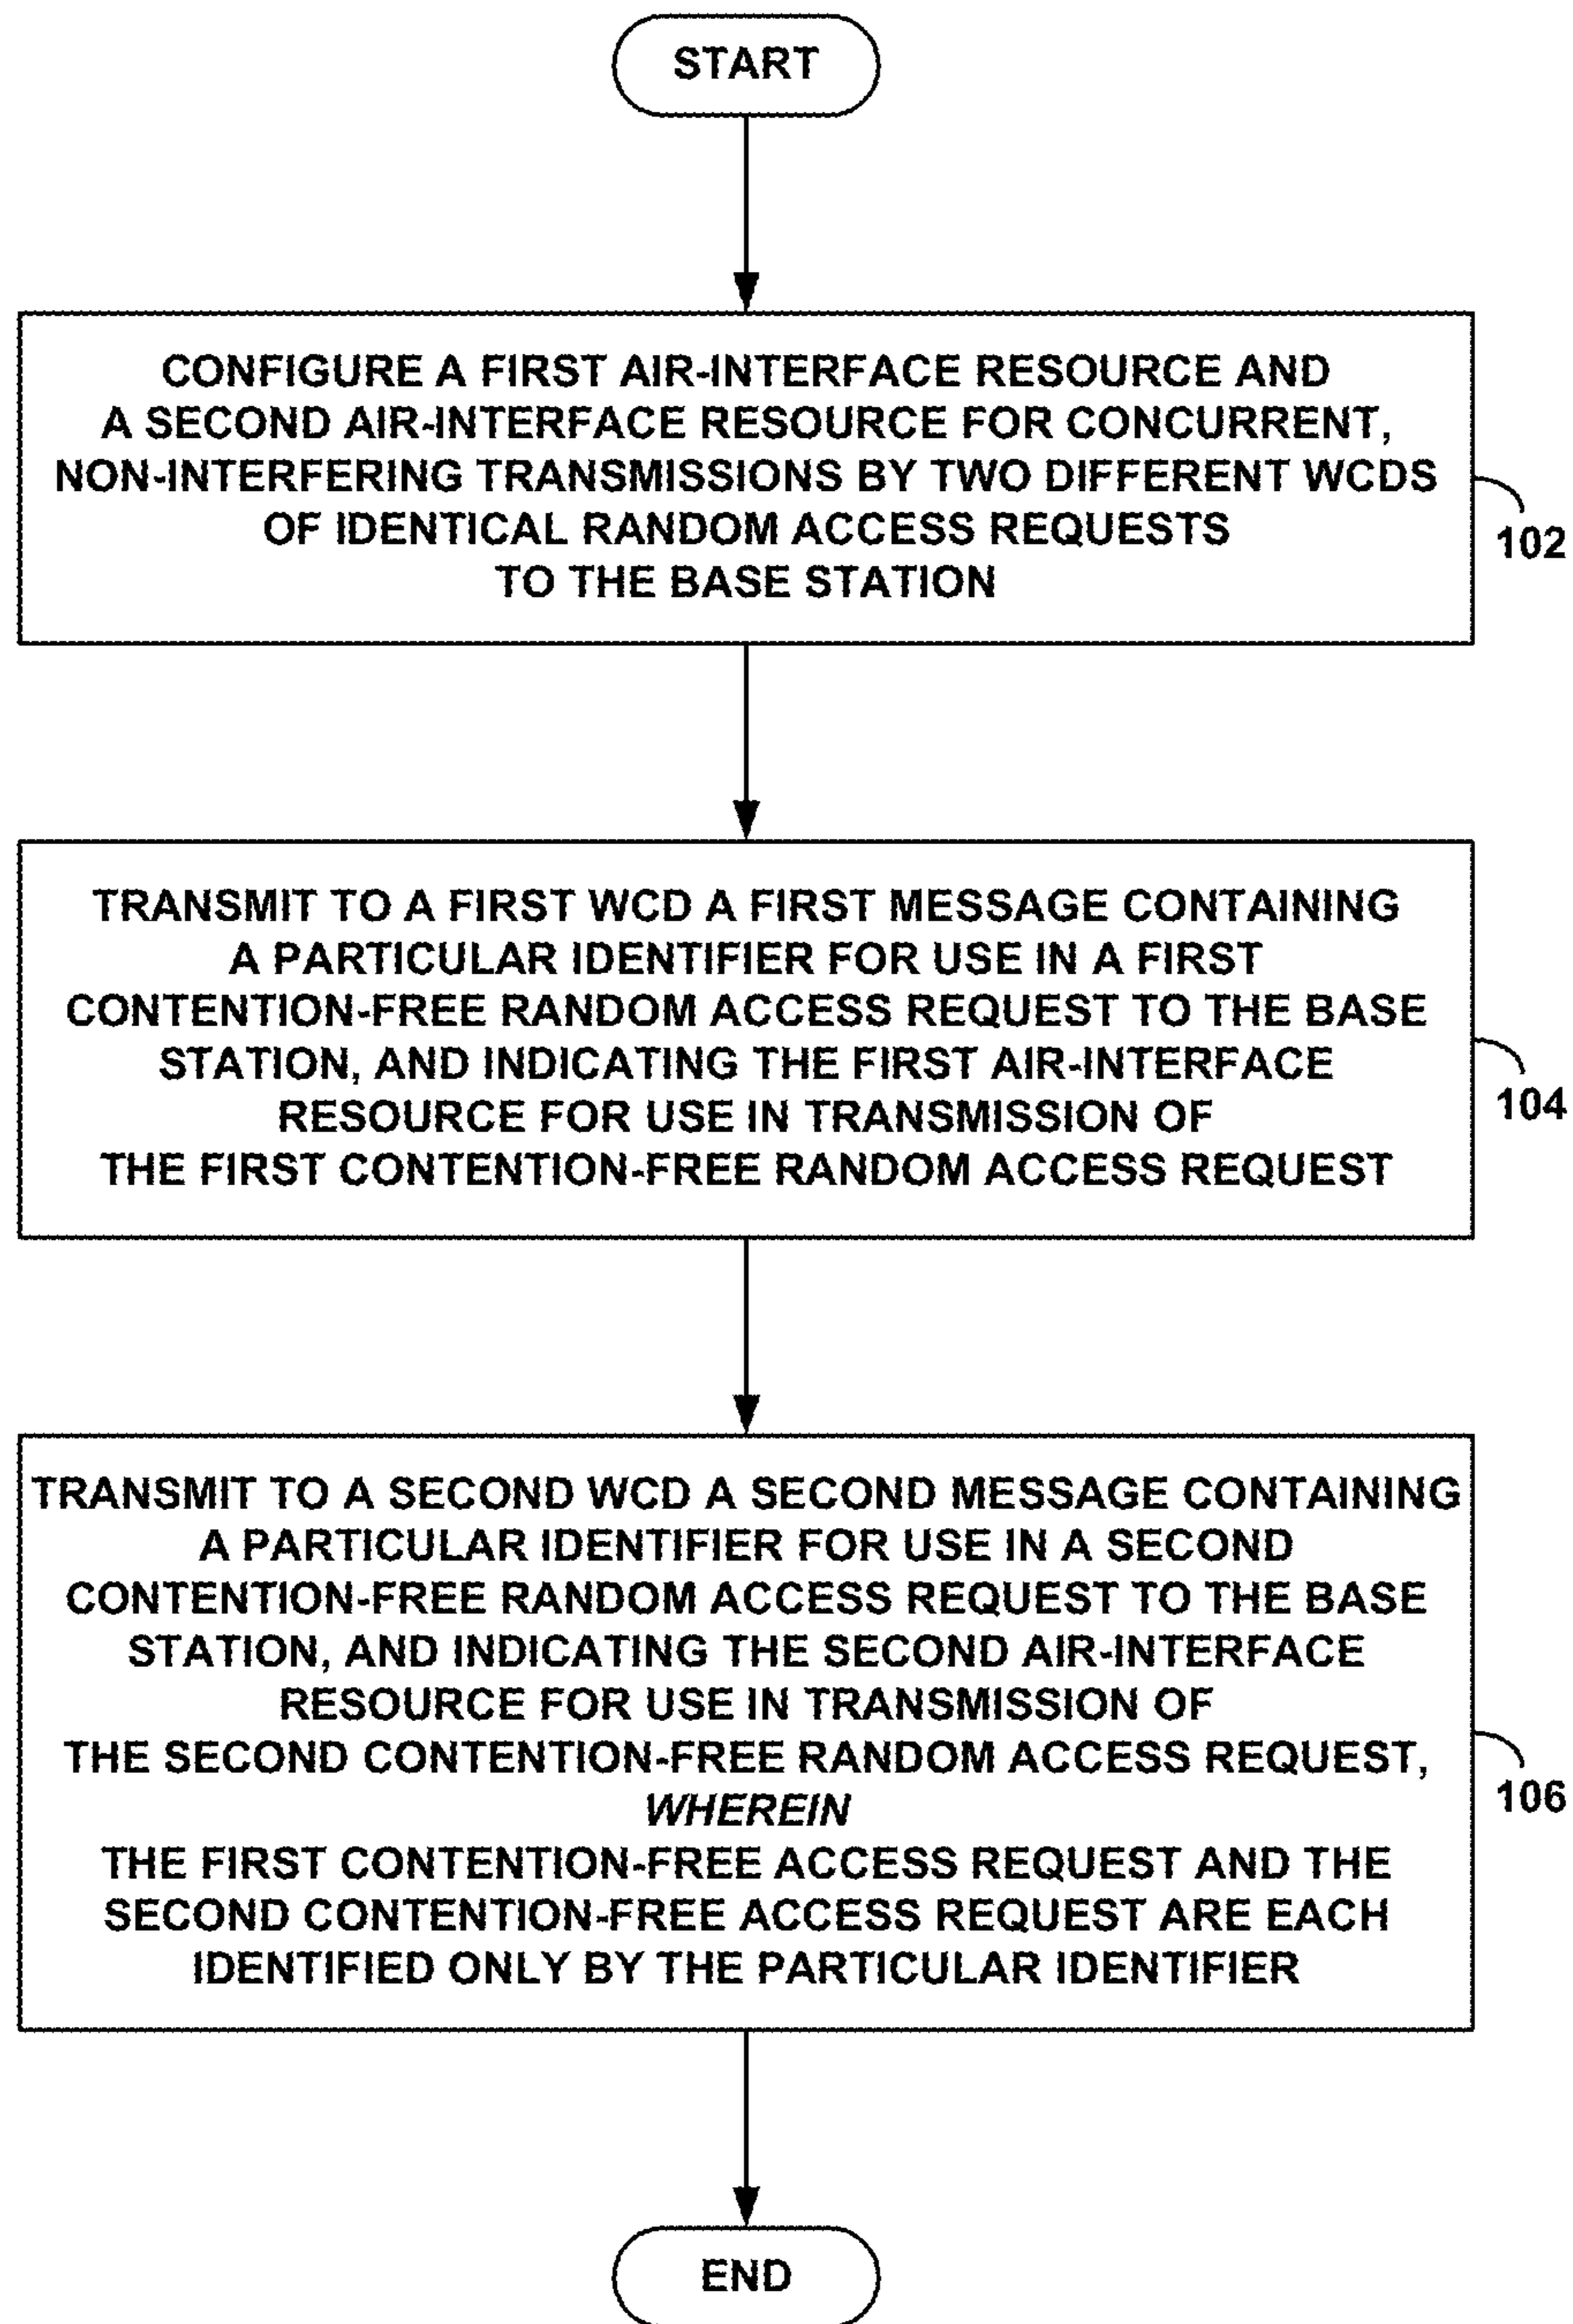 START
CONFIGURE A FIRST AIR-INTERFACE RESOURCE AND
A SECOND AIR-INTERFACE RESOURCE FOR CONCURRENT,
NON-INTERFERING TRANSMISSIONS BY TWO DIFFERENT WCDS
OF IDENTICAL RANDOM ACCESS REQUESTS
TO THE BASE STATION
102
TRANSMIT TO A FIRST WCD A FIRST MESSAGE CONTAINING
A PARTICULAR IDENTIFIER FOR USE IN A FIRST
CONTENTION-FREE RANDOM ACCESS REQUEST TO THE BASE
STATION, AND INDICATING THE FIRST AIR-INTERFACE
RESOURCE FOR USE IN TRANSMISSION OF
THE FIRST CONTENTION-FREE RANDOM ACCESS REQUEST
104
TRANSMIT TO A SECOND WCD A SECOND MESSAGE CONTAINING
A PARTICULAR IDENTIFIER FOR USE IN A SECOND
CONTENTION-FREE RANDOM ACCESS REQUEST TO THE BASE
STATION, AND INDICATING THE SECOND AIR-INTERFACE
RESOURCE FOR USE IN TRANSMISSION OF
THE SECOND CONTENTION-FREE RANDOM ACCESS REQUEST,
WHEREIN
THE FIRST CONTENTION-FREE ACCESS REQUEST AND THE
SECOND CONTENTION-FREE ACCESS REQUEST ARE EACH
IDENTIFIED ONLY BY THE PARTICULAR IDENTIFIER
106
END